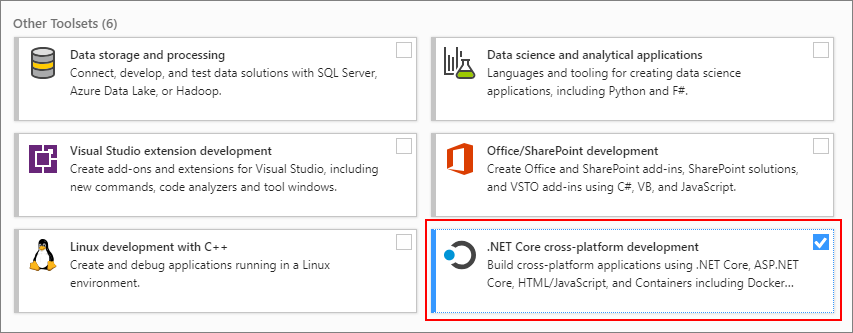 Other Toolsets (6)
Data storage and processing
Connect, develop, and test data solutions with SQL Server,
Azure Data Lake, or Hadoop.
Data science and analytical applications
Languages and tooling for creating data science
applications, including Python and F#.
Visual Studio extension development
Create add-ons and extensions for Visual Studio, including
new commands, code analyzers and tool windows.
Office/SharePoint development
Create Office and SharePoint add-ins, SharePoint solutions,
and VSTO add-ins using C#, VB, and JavaScript.
Linux development with C++
Create and debug applications running in a Linux
environment.
.NET Core cross-platform development
Build cross-platform applications using .NET Core, ASP.NET
Core, HTML/JavaScript, and Containers including Docker...